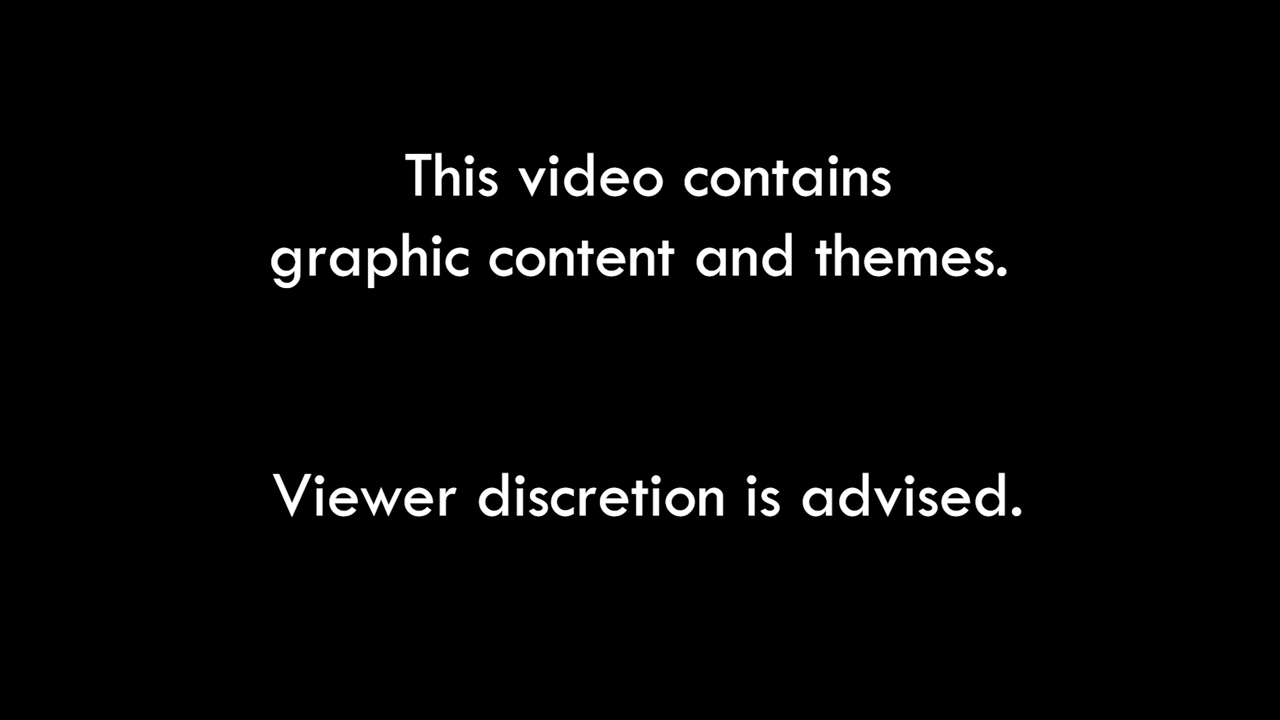 This video contains
graphic content and themes.
Viewer discretion is advised.